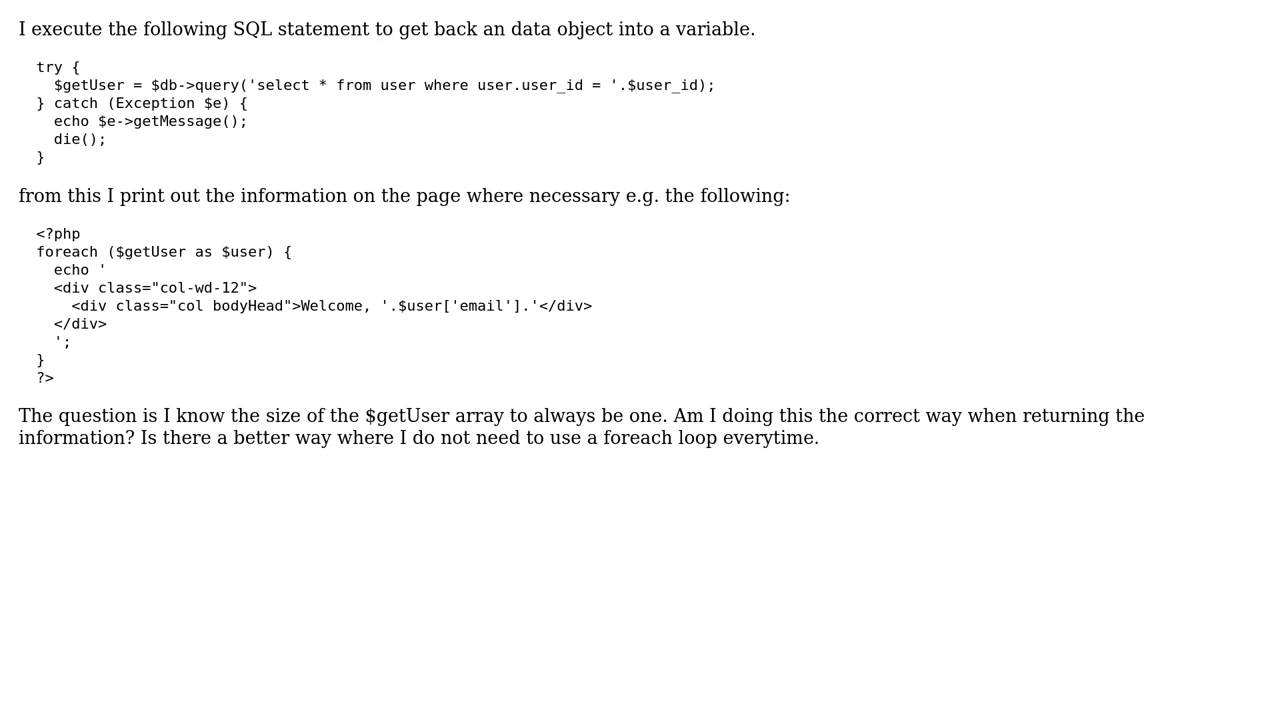 I execute the following SQL statement to get back an data object into a variable.
try {
  $getUser = $db->query('select * from user where user.user_id = '.$user_id);
} catch (Exception $e) {
  echo $e->getMessage();
  die();
}
from this I print out the information on the page where necessary e.g. the following:
<?php
foreach ($getUser as $user) {
  echo '
  <div class="col-wd-12">
    <div class="col bodyHead">Welcome, '.$user['email'].'</div>
  </div>
  ';
}
?>
The question is I know the size of the $getUser array to always be one. Am I doing this the correct way when returning the
information? Is there a better way where I do not need to use a foreach loop everytime.